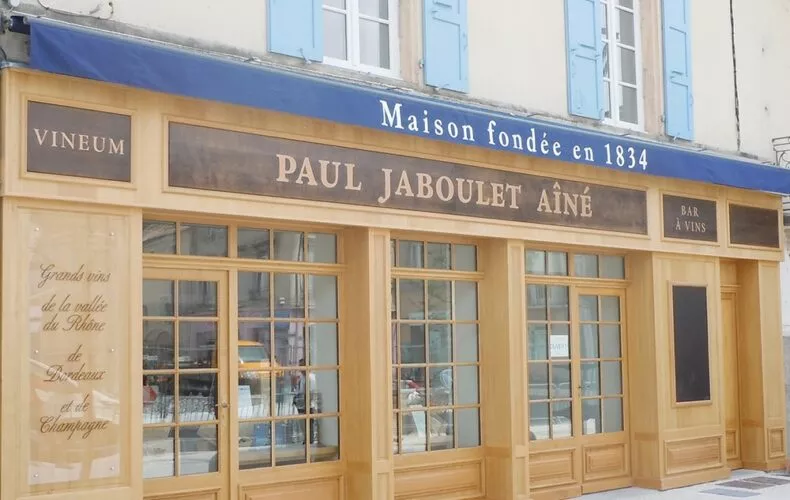 Maison fondée en 1834
VINEUM
PAUL JABOULET AÎNÉ
BAR
À VINS
Grands vins
de la vallée
du Rhône
de
Bordeaux
et de
Champagne